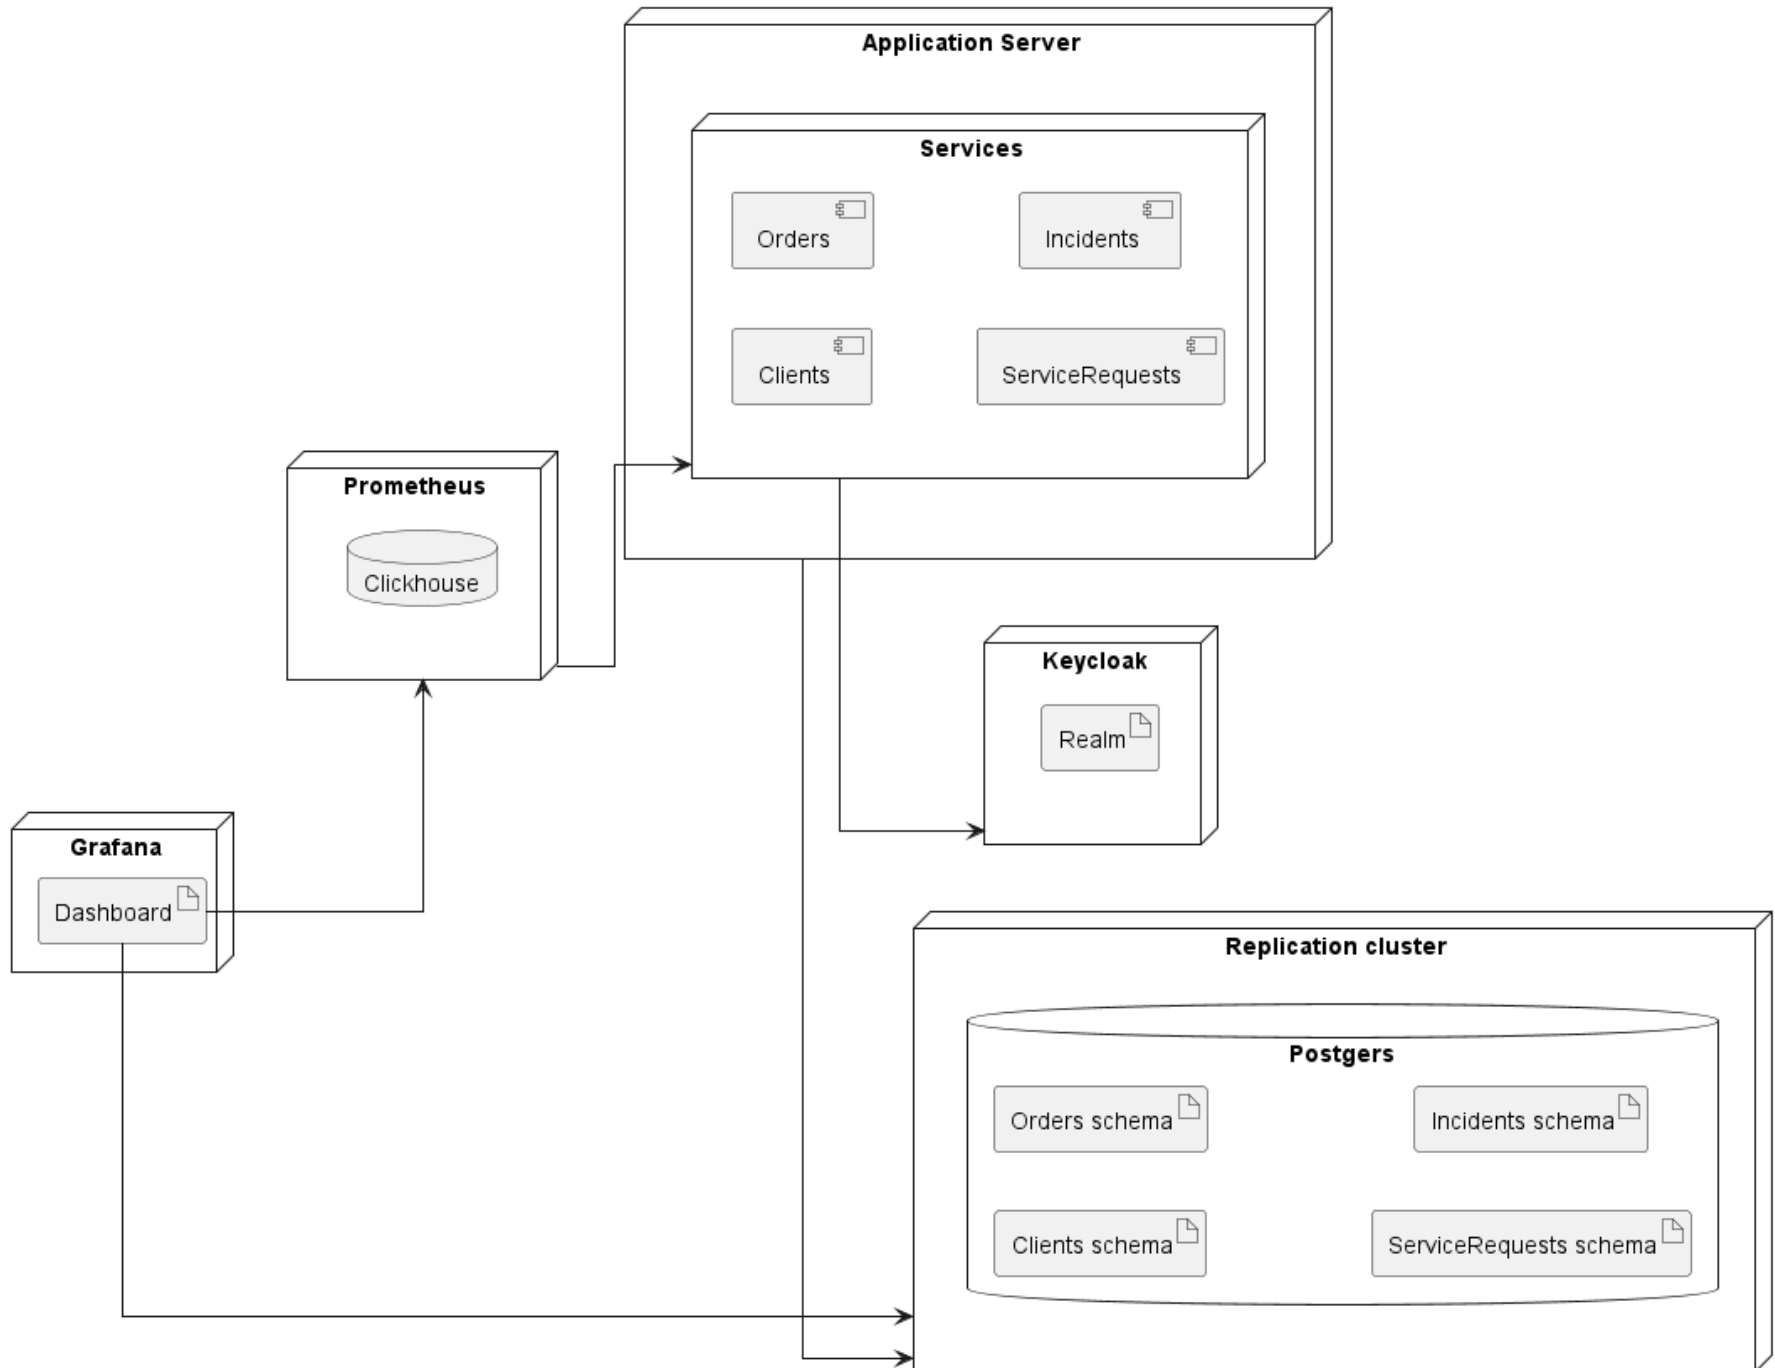 Application Server
Services
Orders
Incidents
Clients
ServiceRequests
Prometheus
Clickhouse
Keycloak
Realm
Grafana
Dashboard
Replication cluster
Postgers
Orders schema
Incidents schema
Clients schema
ServiceRequests schema